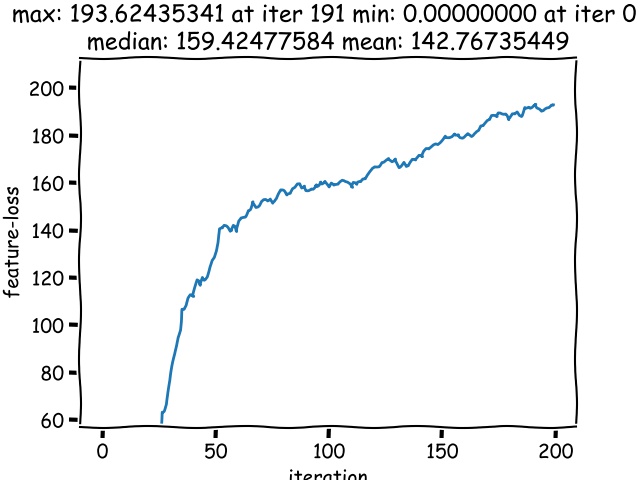 max: 193.62435341 at iter 191 min: 0.00000000 at iter 0
median: 159.42477584 mean: 142.76735449
200
180
160
140
120
100
80
60
feature-loss
0 50 100 150 200
iteration